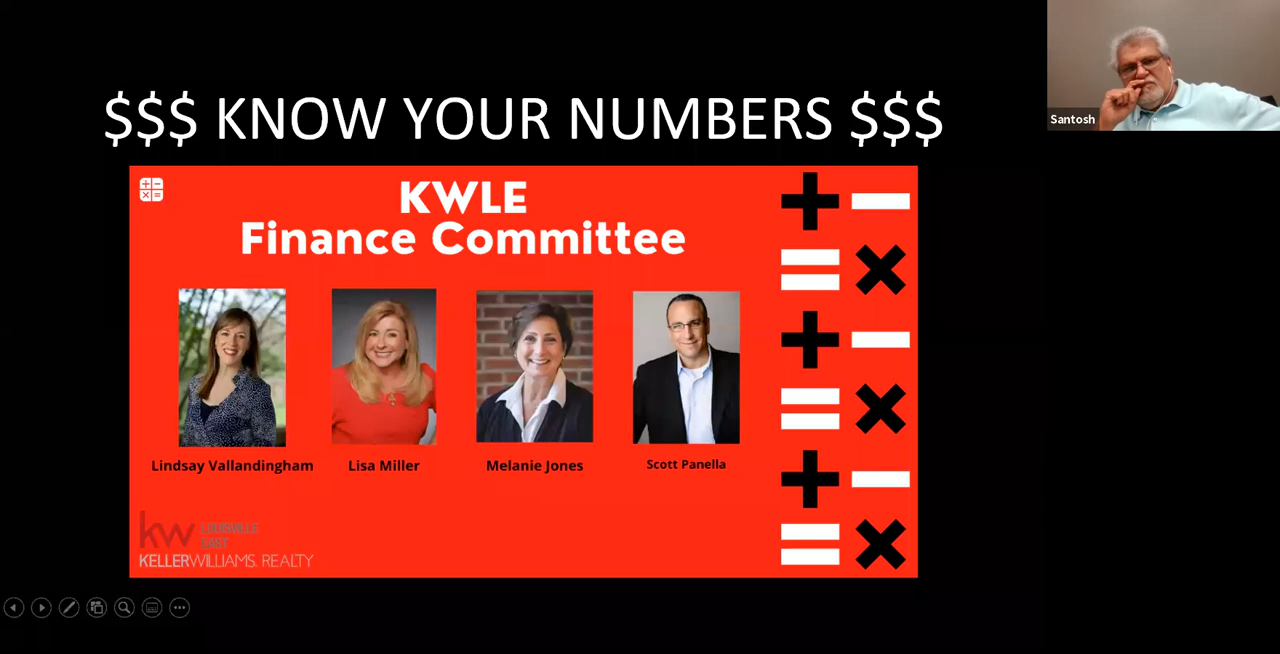 $$$ KNOW YOUR NUMBERS $$$
Santosh
KWLE
Finance Committee
Lindsay Vallandingham
Lisa Miller
Melanie Jones
Scott Panella
kw LOUISVILLE
EAST
KELLERWILLIAMS. REALTY